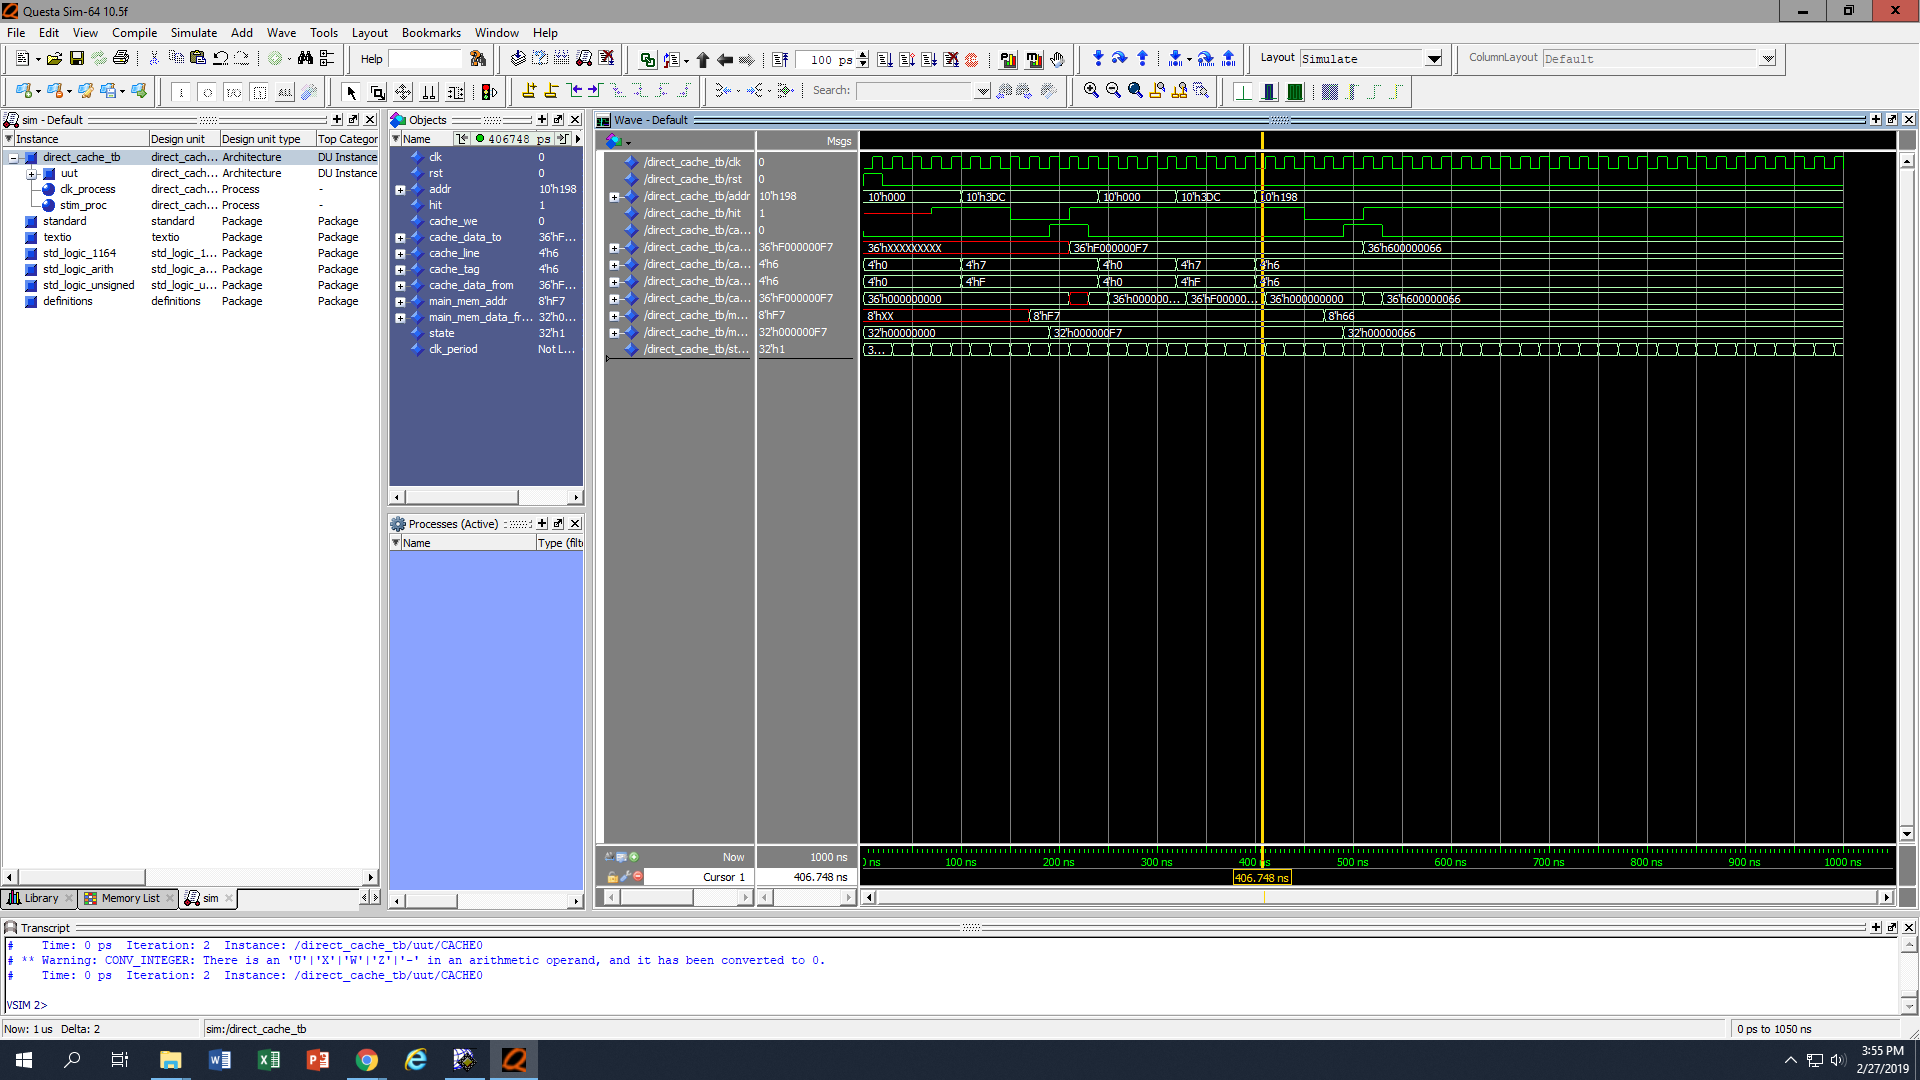 Questa Sim-64 10.5f
File Edit View Compile Simulate Add Wave Tools Layout Bookmarks Window Help
Help 100 ps Layout Simulate ColumnLayout Default
Search:
sim - Default
Instance Design unit Design unit type Top Categor
direct_cache_tb direct_cach... Architecture DU Instance
uut direct_cach... Architecture DU Instance
clk_process direct_cach... Process -
stim_proc direct_cach... Process -
standard standard Package Package
textio textio Package Package
std_logic_1164 std_logic_1... Package Package
std_logic_arith std_logic_a... Package Package
std_logic_unsigned std_logic_u... Package Package
definitions definitions Package Package
Library Memory List sim
Objects
Name 406748 ps
clk 0
rst 0
addr 10'h198
hit 1
cache_we 0
cache_data_to 36'hF...
cache_line 4'h6
cache_tag 4'h6
cache_data_from 36'hF...
main_mem_addr 8'hF7
main_mem_data_fr... 32'h0...
state 32'h1
clk_period Not L...
Processes (Active)
Name Type (filt
Wave - Default
Msgs
/direct_cache_tb/clk 0
/direct_cache_tb/rst 0
/direct_cache_tb/addr 10'h198 10'h000 10'h3DC 10'h000 10'h3DC 10'h198
/direct_cache_tb/hit 1
/direct_cache_tb/ca... 0
/direct_cache_tb/ca... 36'hF000000F7 36'hXXXXXXXXX 36'hF000000F7 36'h600000066
/direct_cache_tb/ca... 4'h6 4'h0 4'h7 4'h0 4'h7 4'h6
/direct_cache_tb/ca... 4'h6 4'h0 4'hF 4'h0 4'hF 4'h6
/direct_cache_tb/ca... 36'hF000000F7 36'h000000000 36'h000000... 36'hF00000... 36'h000000000 36'h600000066
/direct_cache_tb/m... 8'hF7 8'hXX 8'hF7 8'h66
/direct_cache_tb/m... 32'h000000F7 32'h00000000 32'h000000F7 32'h00000066
/direct_cache_tb/st... 32'h1 3...
Now 1000 ns ns 100 ns 200 ns 300 ns 400 ns 500 ns 600 ns 700 ns 800 ns 900 ns 1000 ns
Cursor 1 406.748 ns 406.748 ns
Transcript
# Time: 0 ps Iteration: 2 Instance: /direct_cache_tb/uut/CACHE0
# ** Warning: CONV_INTEGER: There is an 'U'|'X'|'W'|'Z'|'-' in an arithmetic operand, and it has been converted to 0.
# Time: 0 ps Iteration: 2 Instance: /direct_cache_tb/uut/CACHE0
VSIM 2>
Now: 1 us Delta: 2 sim:/direct_cache_tb 0 ps to 1050 ns
3:55 PM
2/27/2019